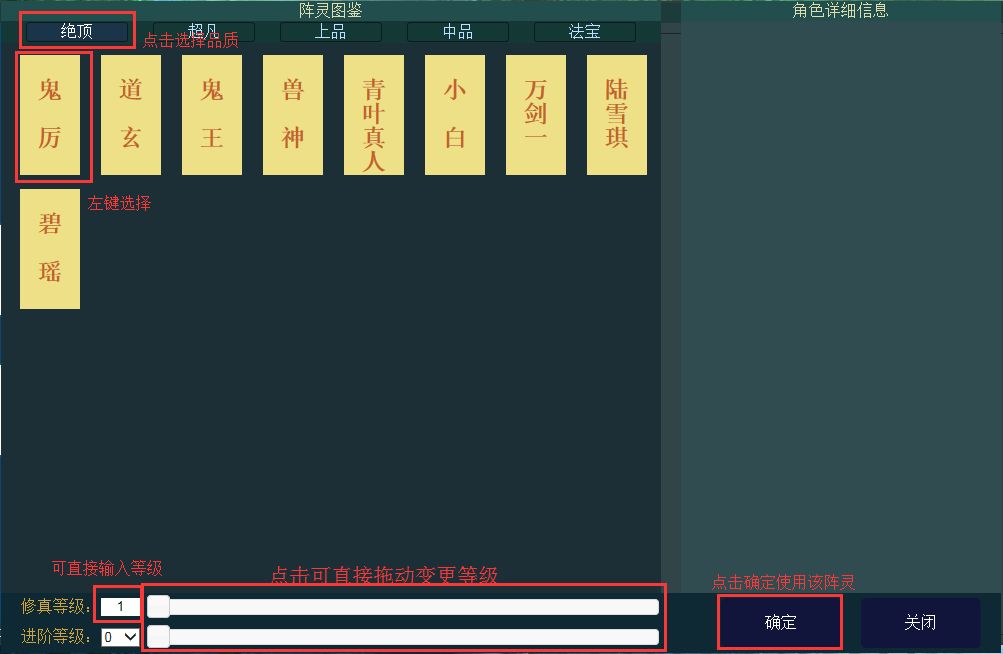 阵灵图鉴
角色详细信息
绝顶
超凡
上品
中品
法宝
点击选择品质
鬼厉
道玄
鬼王
兽神
青叶真人
小白
万剑一
陆雪琪
碧瑶
左键选择
可直接输入等级
点击可直接拖动变更等级
点击确定使用该阵灵
修真等级：
1
进阶等级：
0
确定
关闭